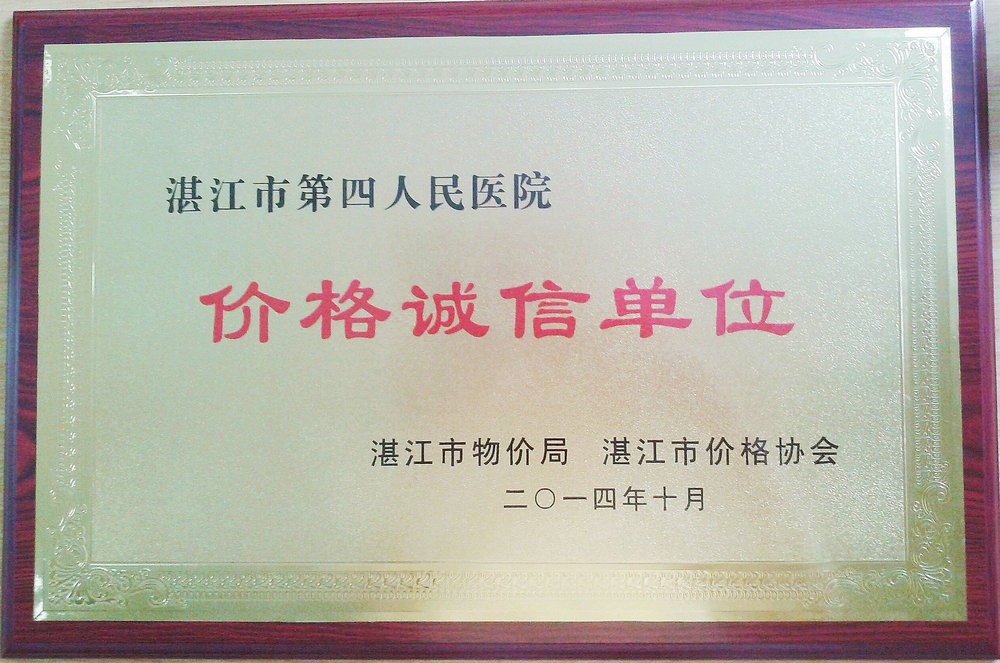 湛江市第四人民医院
价格诚信单位
湛江市物价局 湛江市价格协会
二〇一四年十月